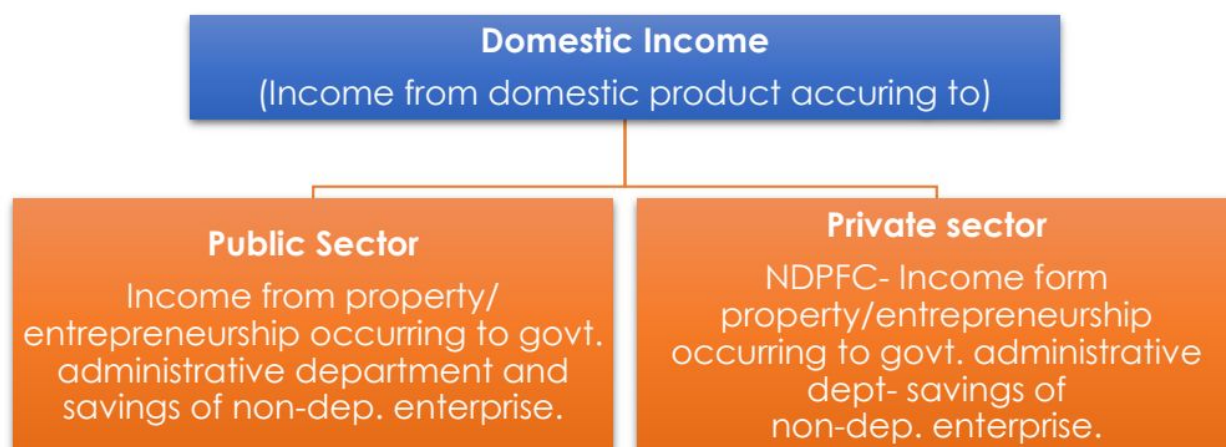 Domestic Income
(Income from domestic product accuring to)
Public Sector
Income from property/
entrepreneurship occurring to govt.
administrative department and
savings of non-dep. enterprise.
Private sector
NDPFC- Income form
property/entrepreneurship
occurring to govt. administrative
dept- savings of
non-dep. enterprise.